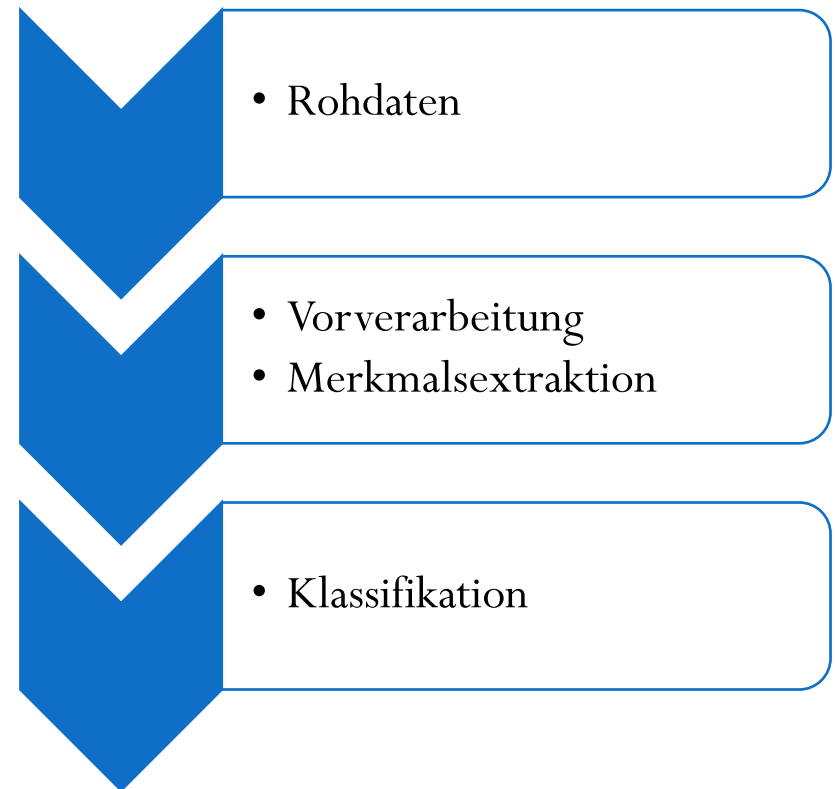 • Rohdaten
• Vorverarbeitung
• Merkmalsextraktion
• Klassifikation